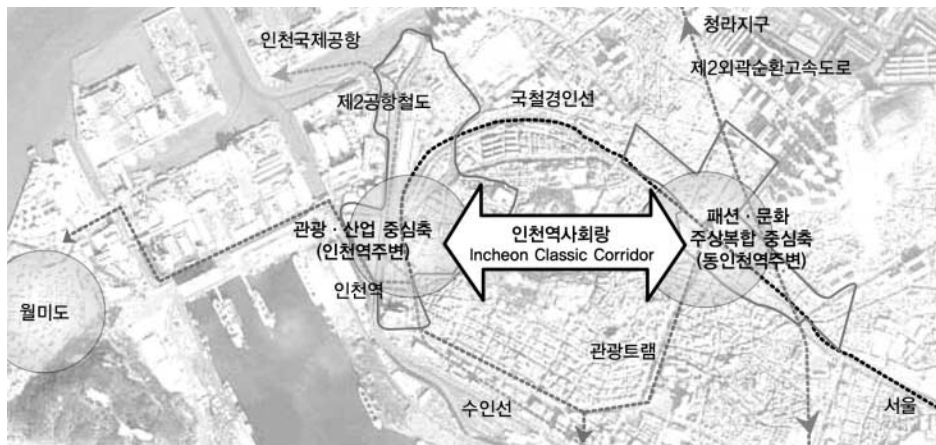 청라지구
인천국제공항
제2외곽순환고속도로
제2공항철도
국철경인선
관광 · 산업 중심축
(인천역주변)
인천역사회랑
Incheon Classic Corridor
패션 · 문화
주상복합 중심축
(동인천역주변)
인천역
월미도
관광트램
수인선
서울